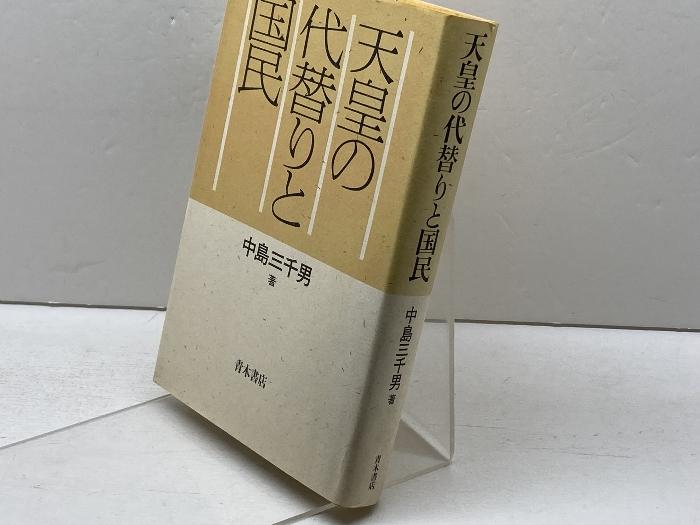 天皇の
代替りと
国民
中島三千男
著
青木書店
天皇の代替りと国民
中島三千男 著
青木書店